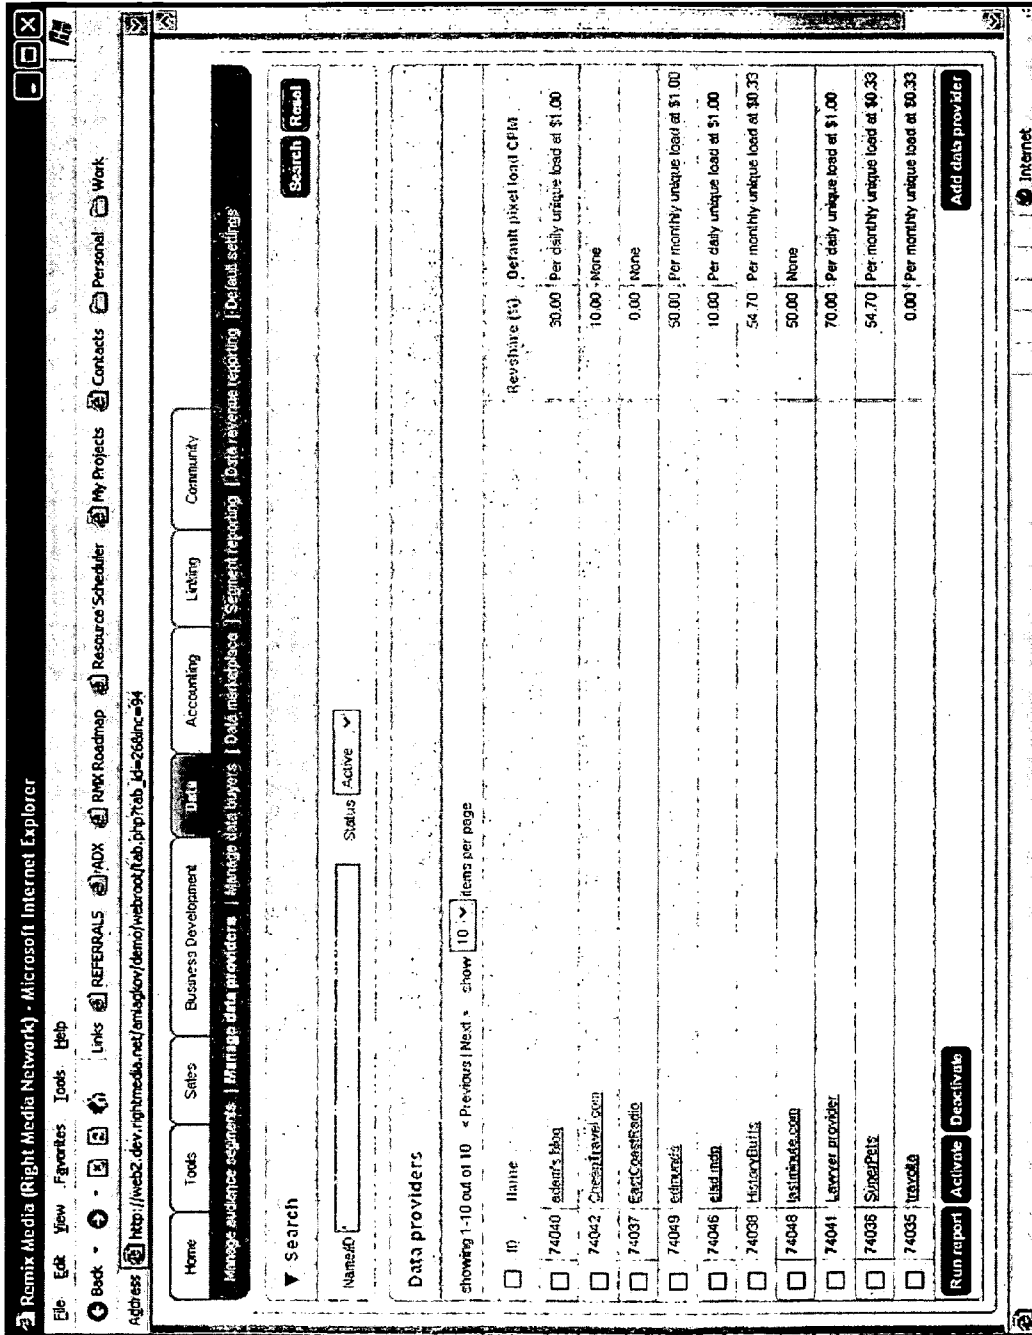 Remix Media (Right Media Network) - Microsoft Internet Explorer
File Edit View Favorites Tools Help
Back Links REFERRALS RMX Roadmap Resource Scheduler My Projects Contacts Personal Work
Address http://web2.dev.rightmedia.net/amiagkov/demo/webroot/tab.php?tab_id=26&inc=94
Home Tools Sales Business Development Data Accounting Linking Community
Manage audience segments | Manage data providers | Manage data buyers | Data marketplace | Segment reporting | Data revenue reporting | Default settings
▼ Search Search Reset
Name/ID Status Active
Data providers
showing 1-10 out of 10 « Previous | Next » show 10 items per page
ID Name Revshare (%) Default pixel load CPM
74040 adam's blog 30.00 Per daily unique load at $1.00
74042 CheapTravel.com 10.00 None
74037 EastCoastRadio 0.00 None
74049 edmunds 50.00 Per monthly unique load at $1.00
74046 elad indp 10.00 Per daily unique load at $1.00
74038 HistoryBuffs 54.70 Per monthly unique load at $0.33
74048 lastminute.com 50.00 None
74041 Lawyer provider 70.00 Per daily unique load at $1.00
74036 SuperPets 54.70 Per monthly unique load at $0.33
74035 travolta 0.00 Per monthly unique load at $0.33
Run report Activate Deactivate Add data provider
Internet